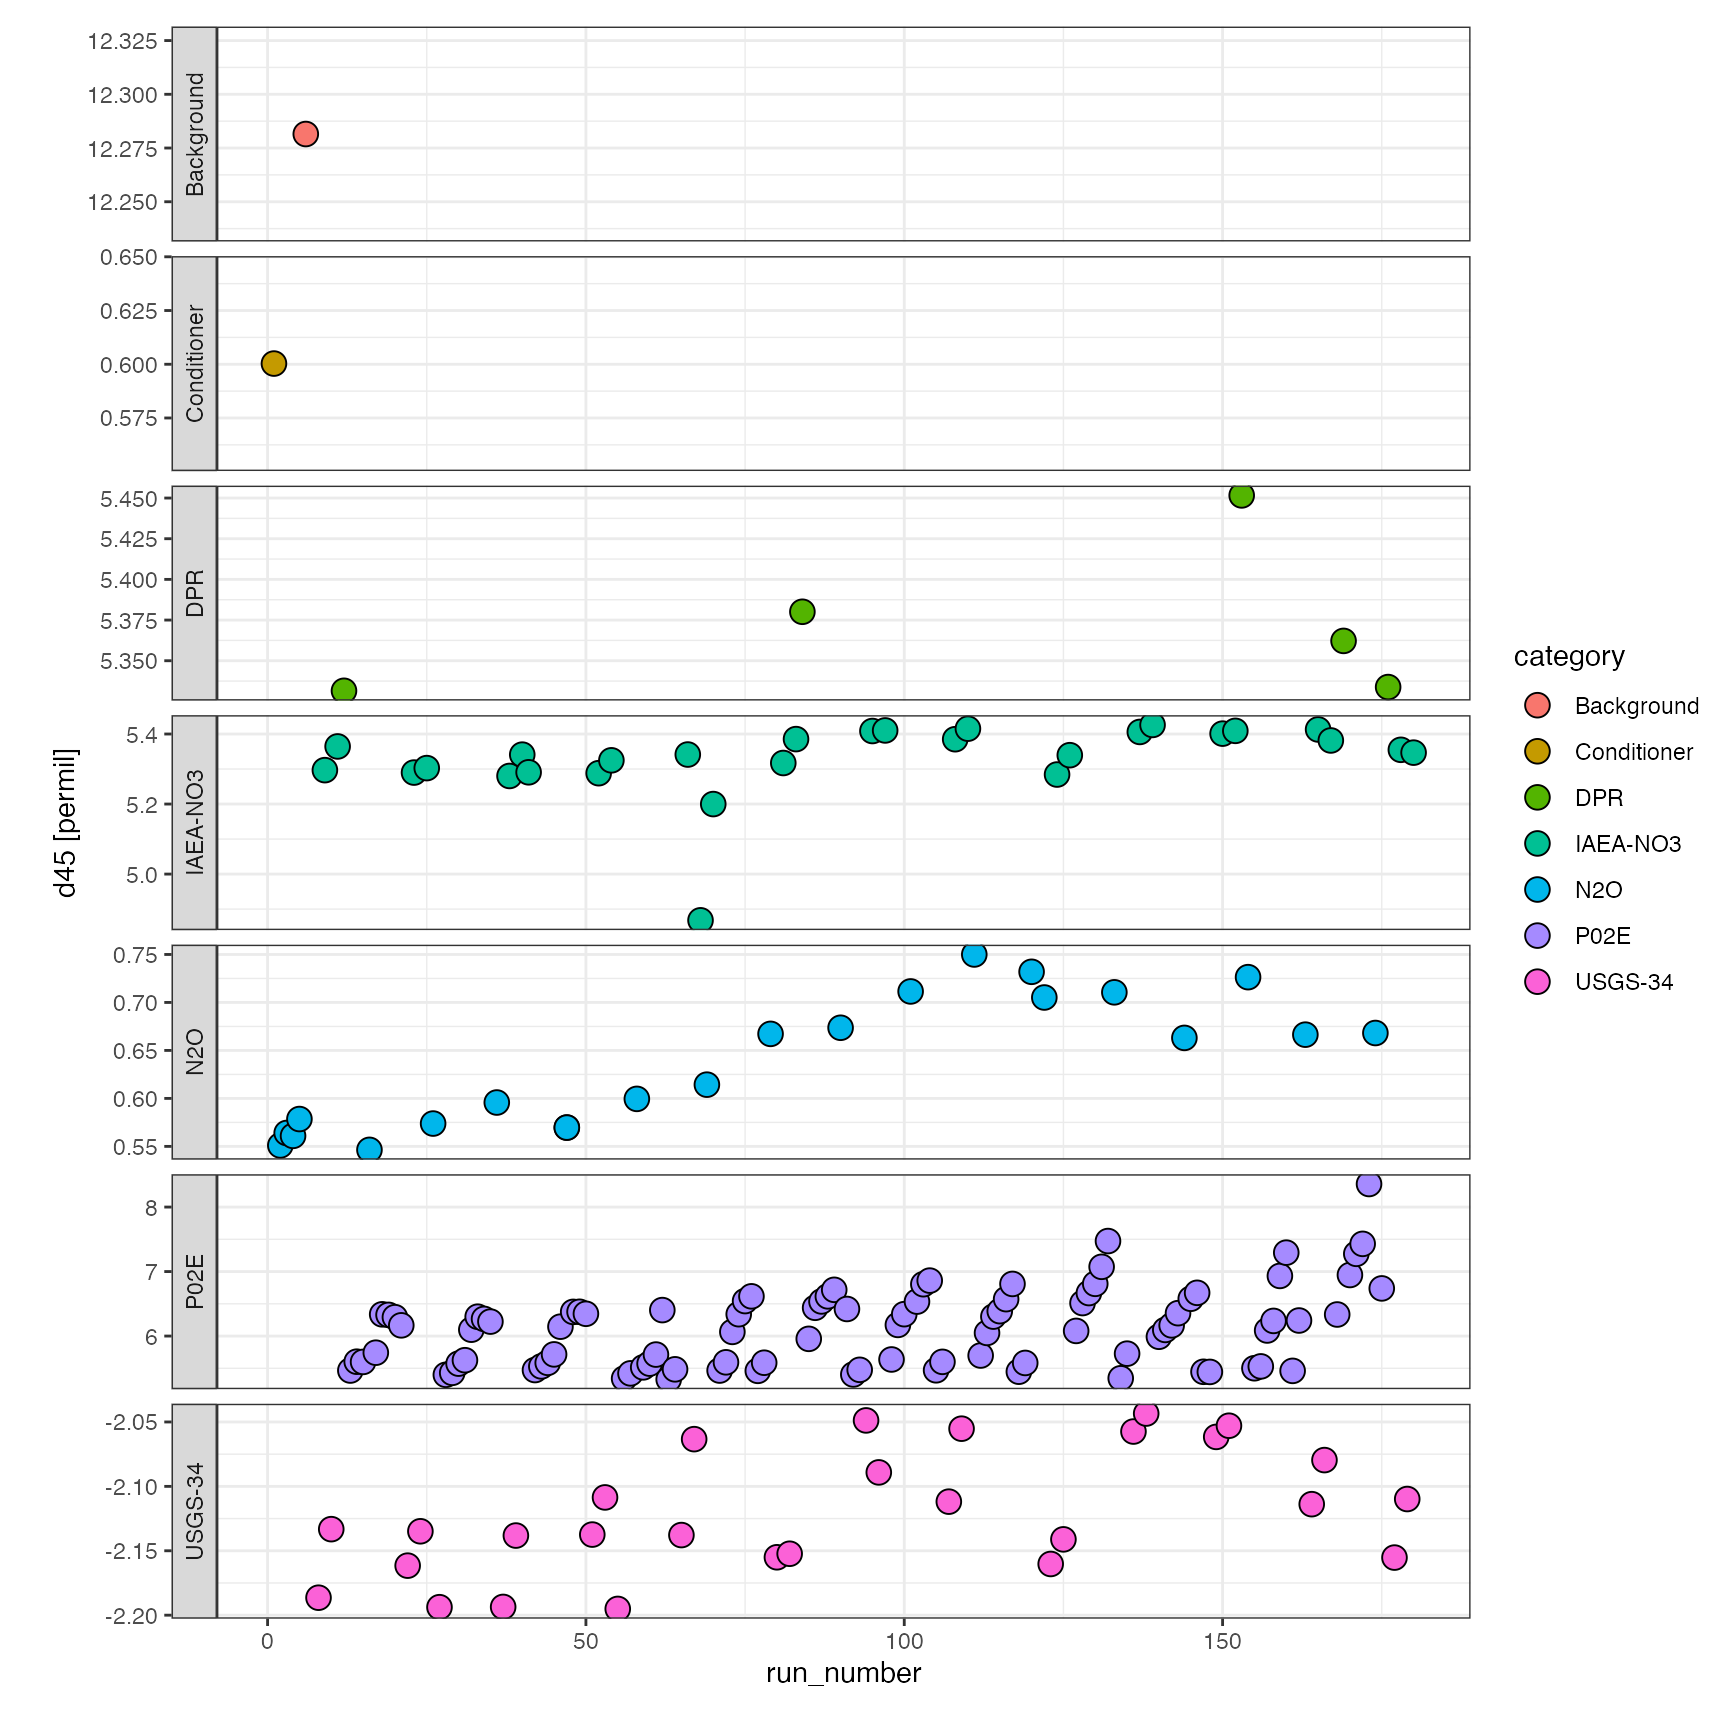 d45 [permill]
Background
12.325
12.300
12.275
12.250
Conditioner
0.650
0.625
0.600
0.575
DPR
5.450
5.425
5.400
5.375
5.350
IAEA-NO3
5.4
5.2
5.0
N2O
0.75
0.70
0.65
0.60
0.55
P02E
8
7
6
USGS-34
-2.05
-2.10
-2.15
-2.20
0 50 100 150
run_number
category
Background
Conditioner
DPR
IAEA-NO3
N2O
P02E
USGS-34